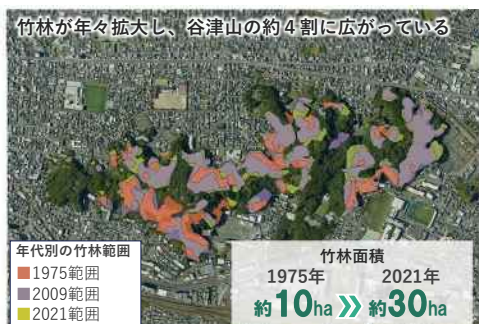 竹林が年々拡大し、谷津山の約４割に広がっている
年代別の竹林範囲
1975範囲
2009範囲
2021範囲
竹林面積
1975年 2021年
約10ha 》 約30ha